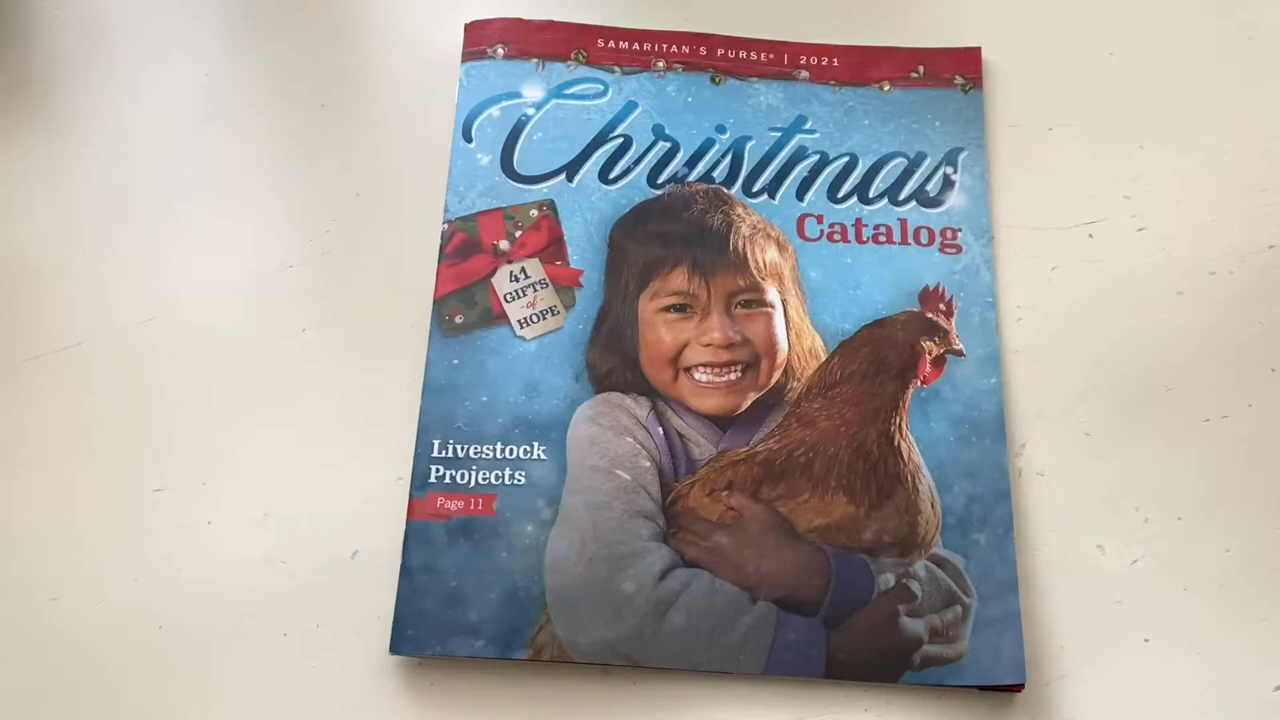 SAMARITAN'S PURSE® | 2021
Christmas
Catalog
41
GIFTS
-of-
HOPE
Livestock
Projects
Page 11